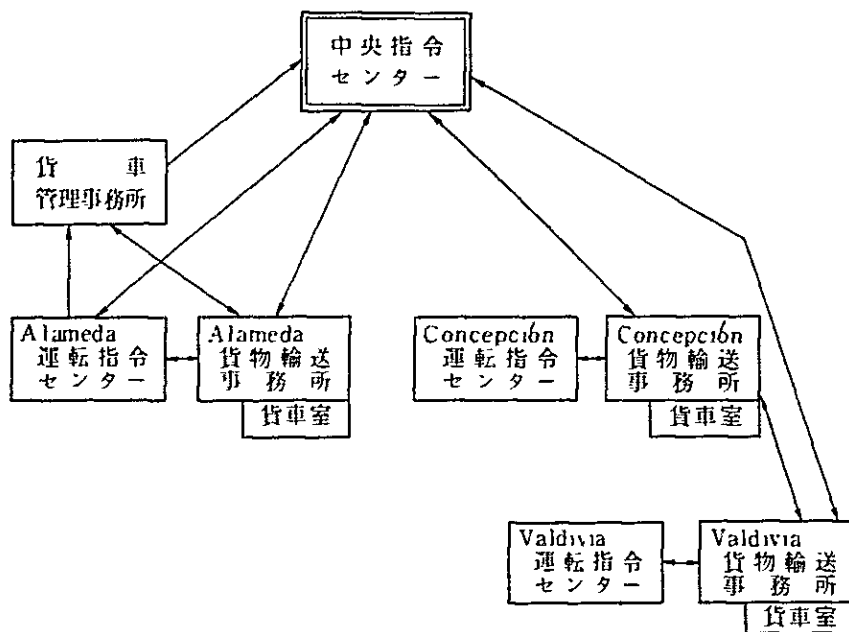 中央指令
センター
貨車
管理事務所
Alameda
運転指令
センター
Alameda
貨物輸送
事務所
貨車室
Concepción
運転指令
センター
Concepción
貨物輸送
事務所
貨車室
Valdivia
運転指令
センター
Valdivia
貨物輸送
事務所
貨車室